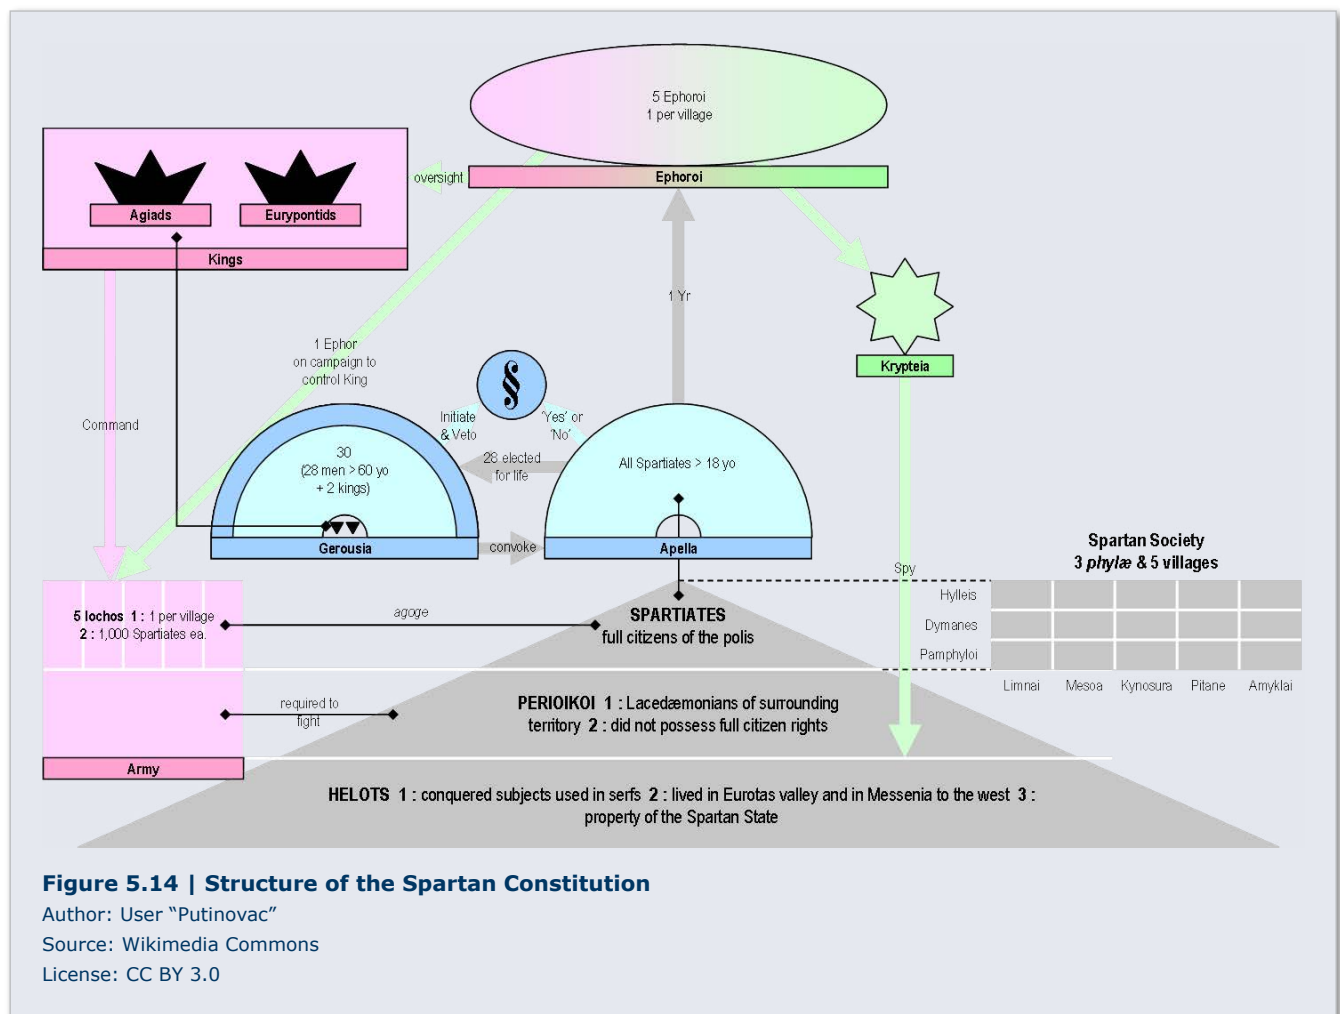 5 Ephoroi
1 per village
Ephoroi
oversight
Agiads
Eurypontids
Kings
1 Yr
Krypteia
1 Ephor
on campaign to
control King
Command
§
Initiate
& Veto
'Yes' or
'No'
30
(28 men > 60 yo
+ 2 kings)
28 elected
for life
All Spartiates > 18 yo
Gerousia
convoke
Apella
Spy
Spartan Society
3 phylæ & 5 villages
Hylleis
Dymanes
Pamphyloi
Limnai Mesoa Kynosura Pitane Amyklai
5 lochos 1 : 1 per village
2 : 1,000 Spartiates ea.
agoge
SPARTIATES
full citizens of the polis
required to
fight
PERIOIKOI 1 : Lacedæmonians of surrounding
territory 2 : did not possess full citizen rights
Army
HELOTS 1 : conquered subjects used in serfs 2 : lived in Eurotas valley and in Messenia to the west 3 :
property of the Spartan State
Figure 5.14 | Structure of the Spartan Constitution
Author: User “Putinovac”
Source: Wikimedia Commons
License: CC BY 3.0